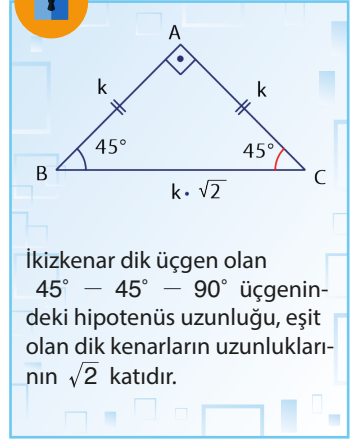 A
k k
45° 45°
B C
k · √2
İkizkenar dik üçgen olan
45° – 45° – 90° üçgenin-
deki hipotenüs uzunluğu, eşit
olan dik kenarların uzunlukları-
nın √2 katıdır.